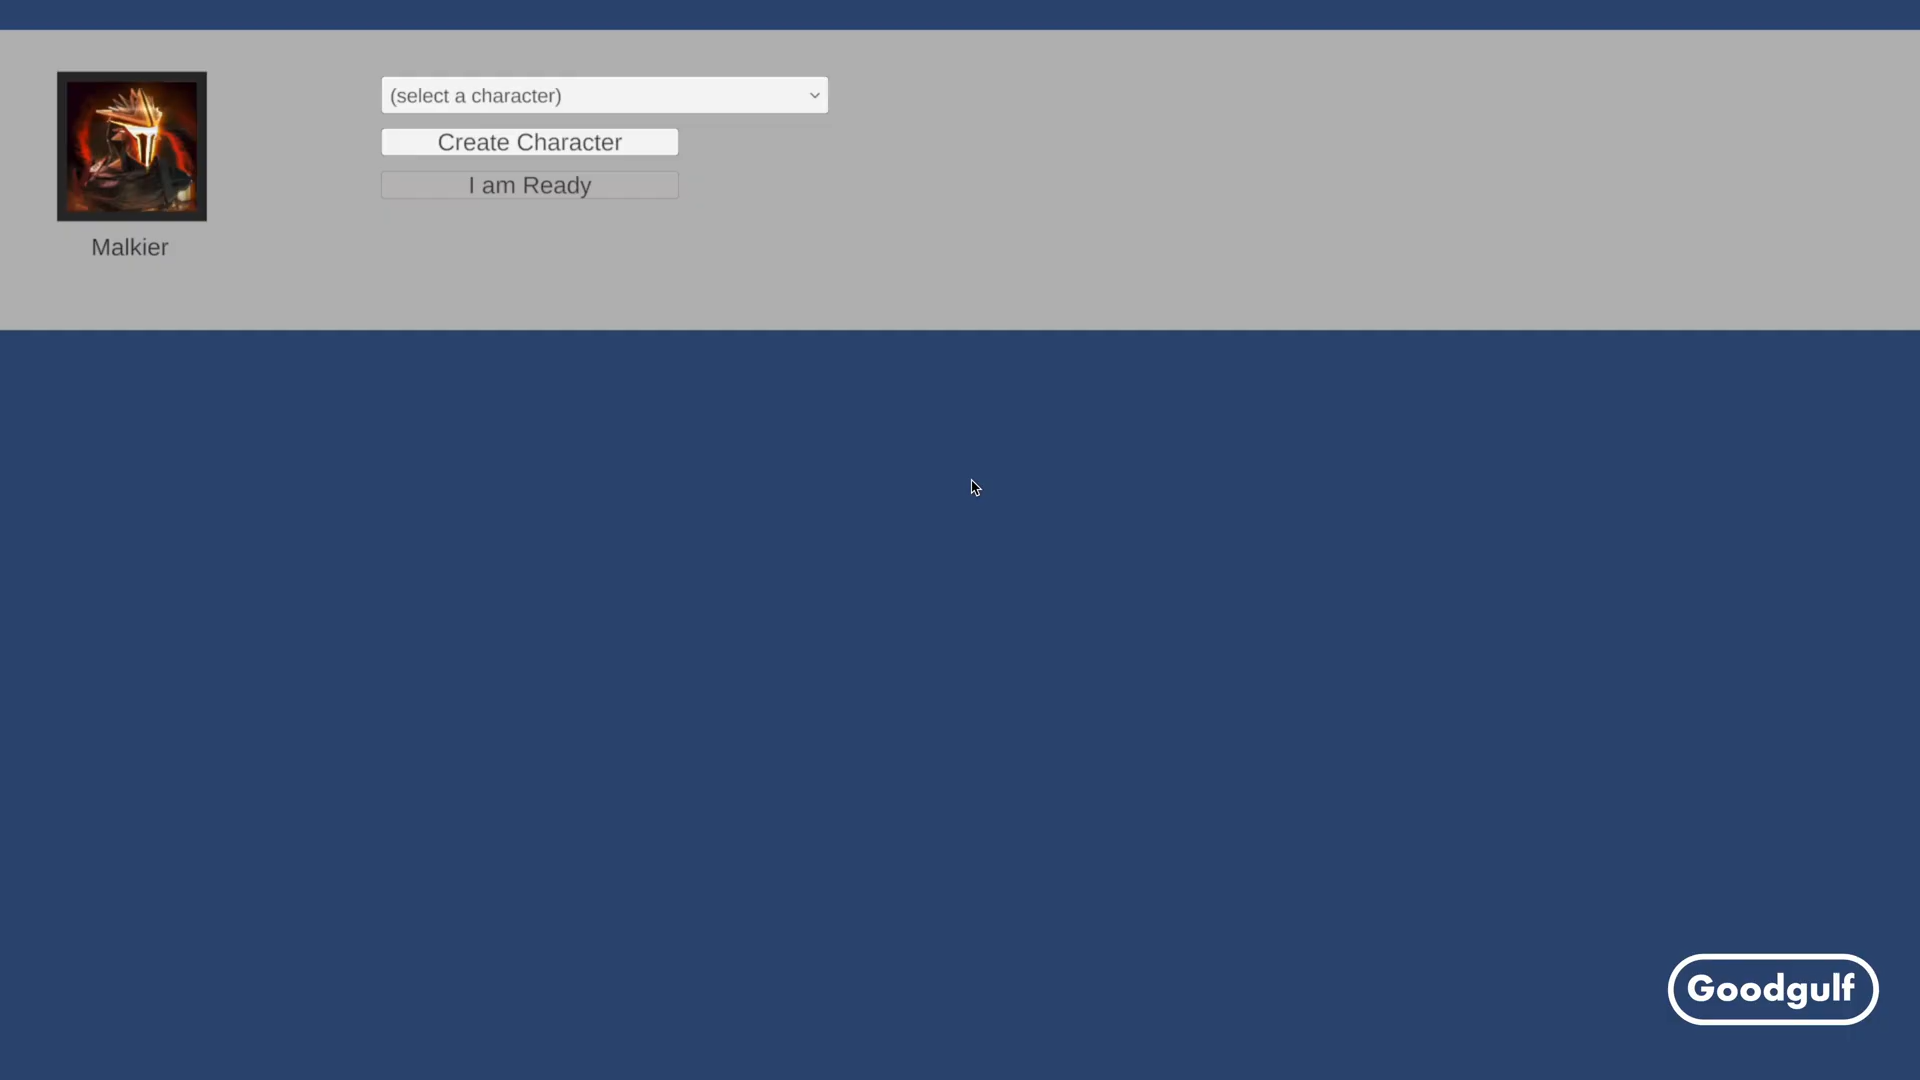 (select a character)
Create Character
I am Ready
Malkier
Goodgulf